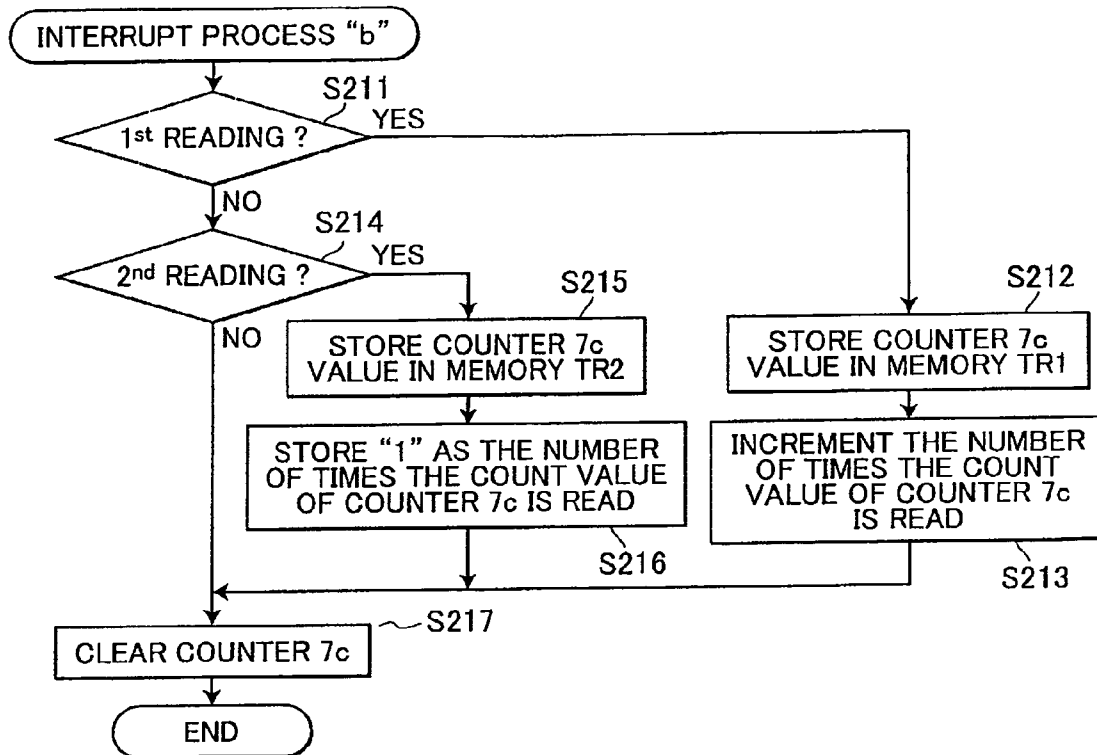 INTERRUPT PROCESS “b”
S211
1st READING ?
YES
NO
S214
2nd READING ?
YES
NO
S215
STORE COUNTER 7c
VALUE IN MEMORY TR2
S212
STORE COUNTER 7c
VALUE IN MEMORY TR1
STORE “1” AS THE NUMBER
OF TIMES THE COUNT VALUE
OF COUNTER 7c IS READ
S216
INCREMENT THE NUMBER
OF TIMES THE COUNT
VALUE OF COUNTER 7c
IS READ
S213
S217
CLEAR COUNTER 7c
END